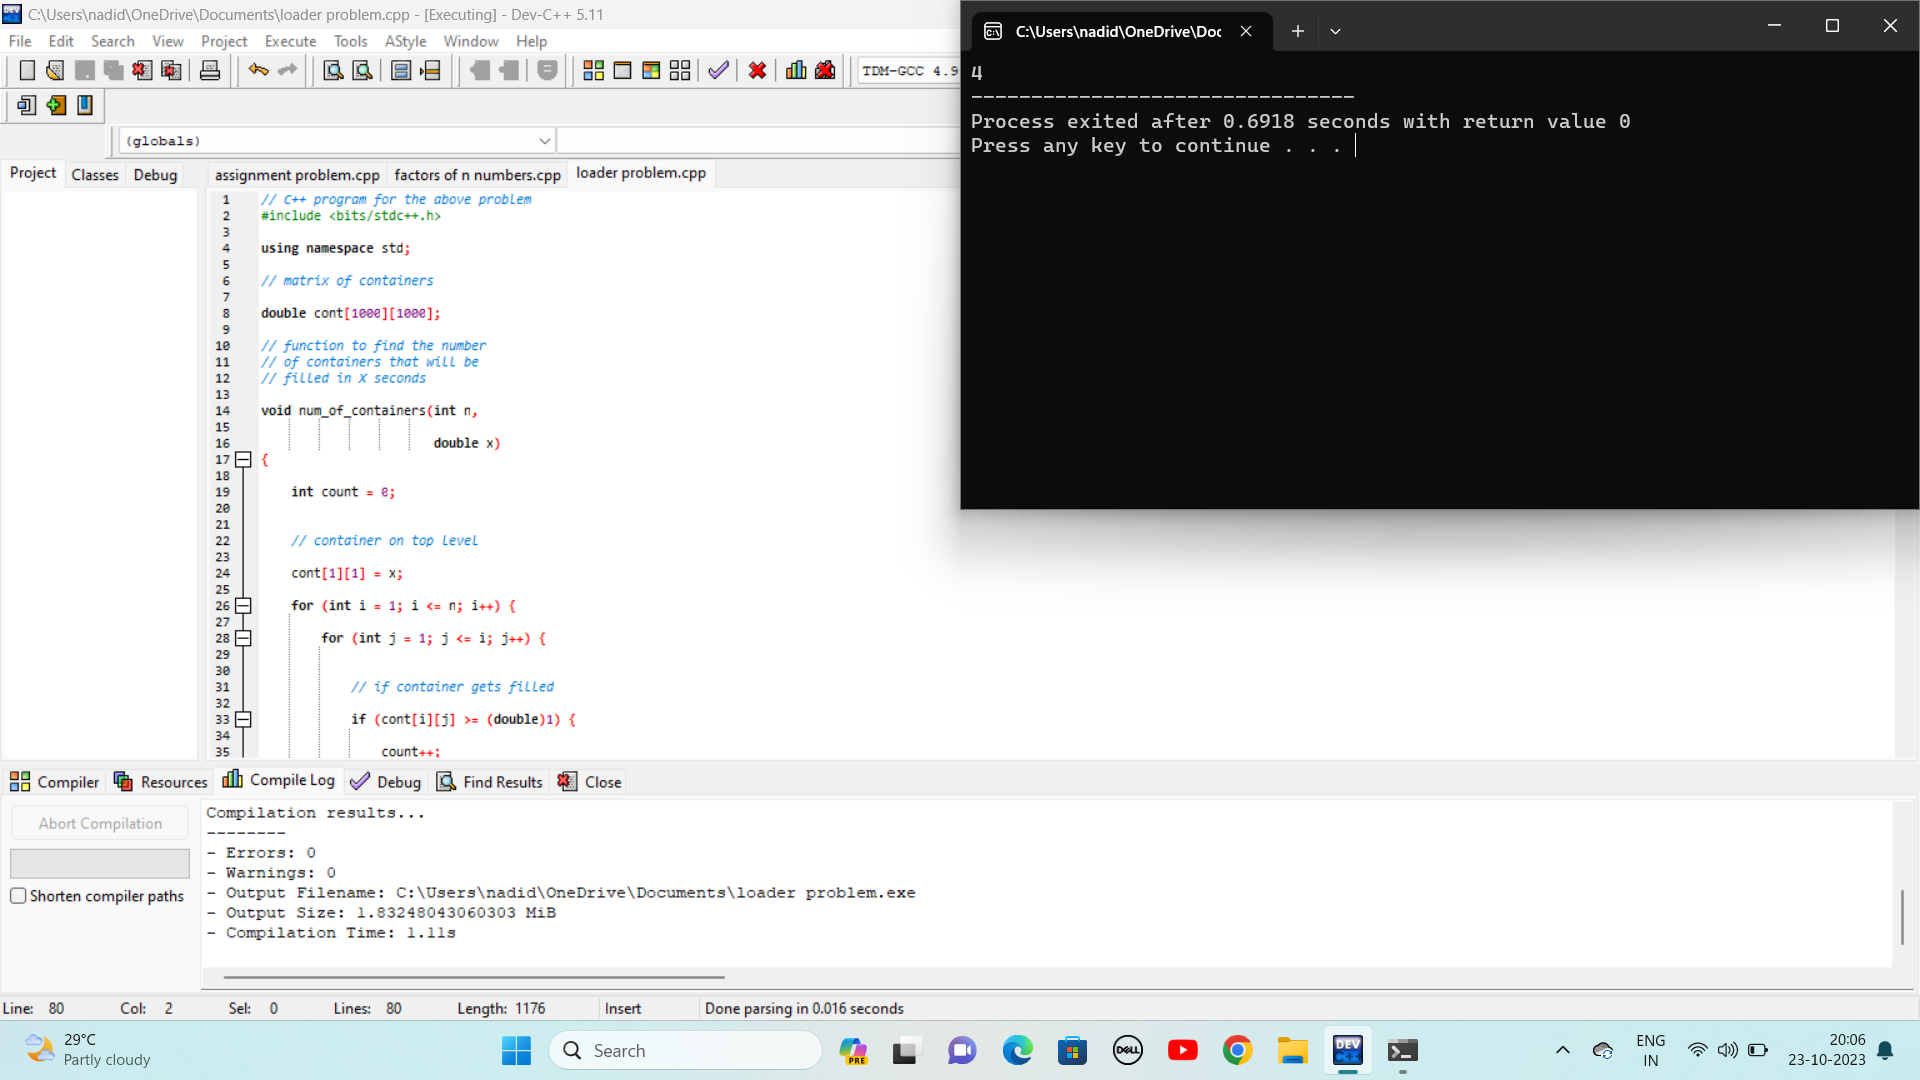 C:\Users\nadid\OneDrive\Documents\loader problem.cpp - [Executing] - Dev-C++ 5.11
File Edit Search View Project Execute Tools AStyle Window Help
TDM-GCC 4.9
(globals)
Project Classes Debug
assignment problem.cpp factors of n numbers.cpp loader problem.cpp
1 // C++ program for the above problem
2 #include <bits/stdc++.h>
3
4 using namespace std;
5
6 // matrix of containers
7
8 double cont[1000][1000];
9
10 // function to find the number
11 // of containers that will be
12 // filled in X seconds
13
14 void num_of_containers(int n,
15
16 double x)
17 {
18
19 int count = 0;
20
21
22 // container on top level
23
24 cont[1][1] = x;
25
26 for (int i = 1; i <= n; i++) {
27
28 for (int j = 1; j <= i; j++) {
29
30
31 // if container gets filled
32
33 if (cont[i][j] >= (double)1) {
34
35 count++;
C:\Users\nadid\OneDrive\Doc
4
--------------------------------
Process exited after 0.6918 seconds with return value 0
Press any key to continue . . .
Compiler Resources Compile Log Debug Find Results Close
Abort Compilation
Shorten compiler paths
Compilation results...
--------
- Errors: 0
- Warnings: 0
- Output Filename: C:\Users\nadid\OneDrive\Documents\loader problem.exe
- Output Size: 1.83248043060303 MiB
- Compilation Time: 1.11s
Line: 80 Col: 2 Sel: 0 Lines: 80 Length: 1176 Insert Done parsing in 0.016 seconds
29°C
Partly cloudy
Search
PRE
DELL
DEV
C++
ENG
IN
20:06
23-10-2023